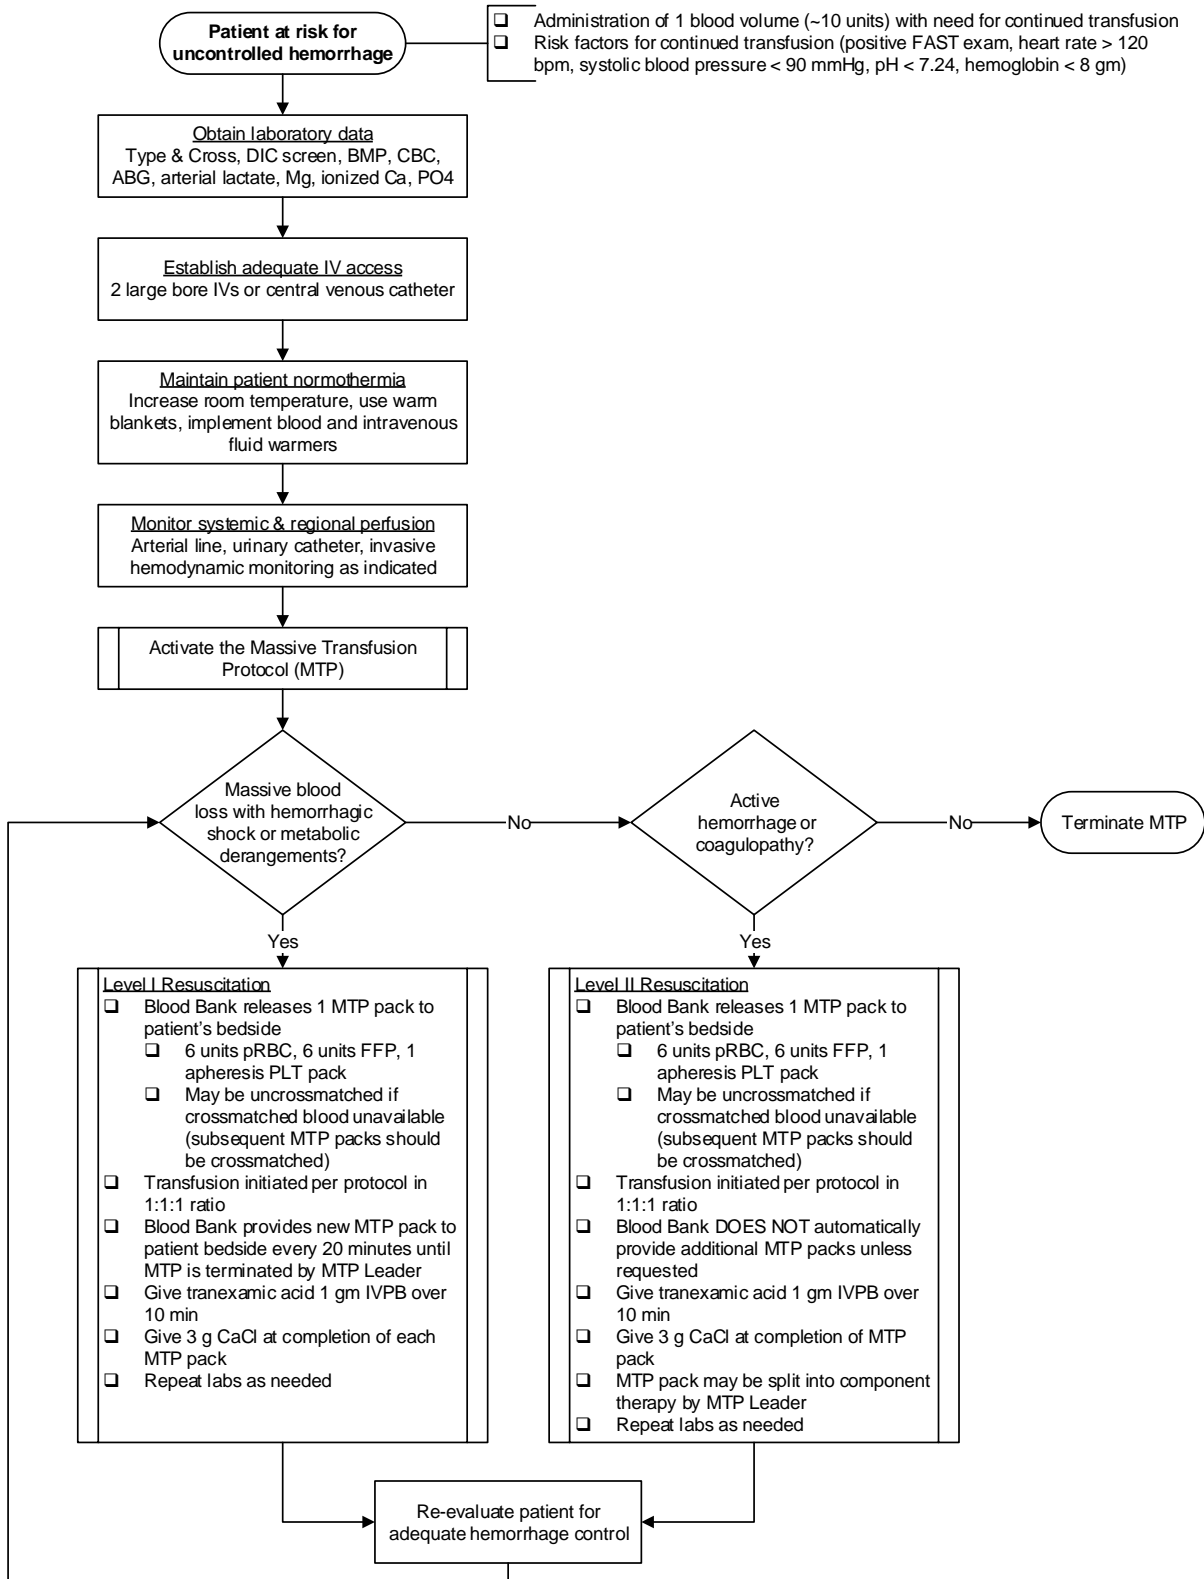 Patient at risk for
uncontrolled hemorrhage
❑ Administration of 1 blood volume (~10 units) with need for continued transfusion
❑ Risk factors for continued transfusion (positive FAST exam, heart rate > 120
bpm, systolic blood pressure < 90 mmHg, pH < 7.24, hemoglobin < 8 gm)
Obtain laboratory data
Type & Cross, DIC screen, BMP, CBC,
ABG, arterial lactate, Mg, ionized Ca, PO4
Establish adequate IV access
2 large bore IVs or central venous catheter
Maintain patient normothermia
Increase room temperature, use warm
blankets, implement blood and intravenous
fluid warmers
Monitor systemic & regional perfusion
Arterial line, urinary catheter, invasive
hemodynamic monitoring as indicated
Activate the Massive Transfusion
Protocol (MTP)
Massive blood
loss with hemorrhagic
shock or metabolic
derangements?
No
Active
hemorrhage or
coagulopathy?
No
Terminate MTP
Yes
Yes
Level I Resuscitation
❑ Blood Bank releases 1 MTP pack to
patient's bedside
❑ 6 units pRBC, 6 units FFP, 1
apheresis PLT pack
❑ May be uncrossmatched if
crossmatched blood unavailable
(subsequent MTP packs should
be crossmatched)
❑ Transfusion initiated per protocol in
1:1:1 ratio
❑ Blood Bank provides new MTP pack to
patient bedside every 20 minutes until
MTP is terminated by MTP Leader
❑ Give tranexamic acid 1 gm IVPB over
10 min
❑ Give 3 g CaCl at completion of each
MTP pack
❑ Repeat labs as needed
Level II Resuscitation
❑ Blood Bank releases 1 MTP pack to
patient's bedside
❑ 6 units pRBC, 6 units FFP, 1
apheresis PLT pack
❑ May be uncrossmatched if
crossmatched blood unavailable
(subsequent MTP packs should
be crossmatched)
❑ Transfusion initiated per protocol in
1:1:1 ratio
❑ Blood Bank DOES NOT automatically
provide additional MTP packs unless
requested
❑ Give tranexamic acid 1 gm IVPB over
10 min
❑ Give 3 g CaCl at completion of MTP
pack
❑ MTP pack may be split into component
therapy by MTP Leader
❑ Repeat labs as needed
Re-evaluate patient for
adequate hemorrhage control